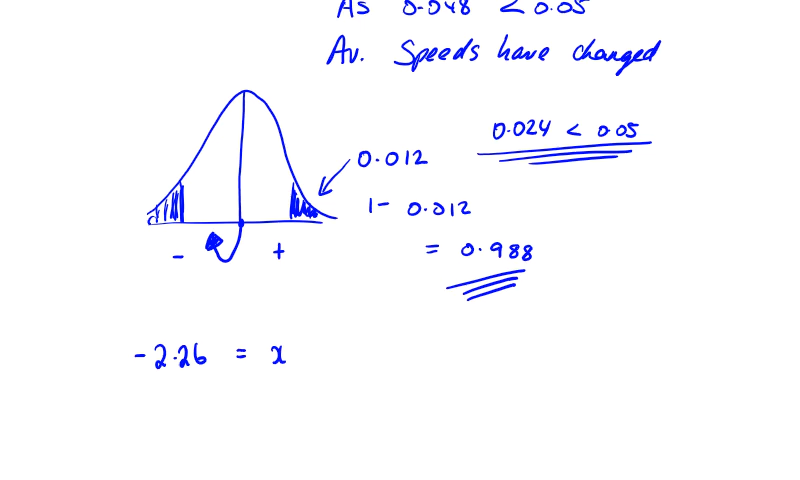 As 0.048 < 0.05
Av. Speeds have changed
0.024 < 0.05
0.012
1 - 0.012
= 0.988
- +
-2.26 = x